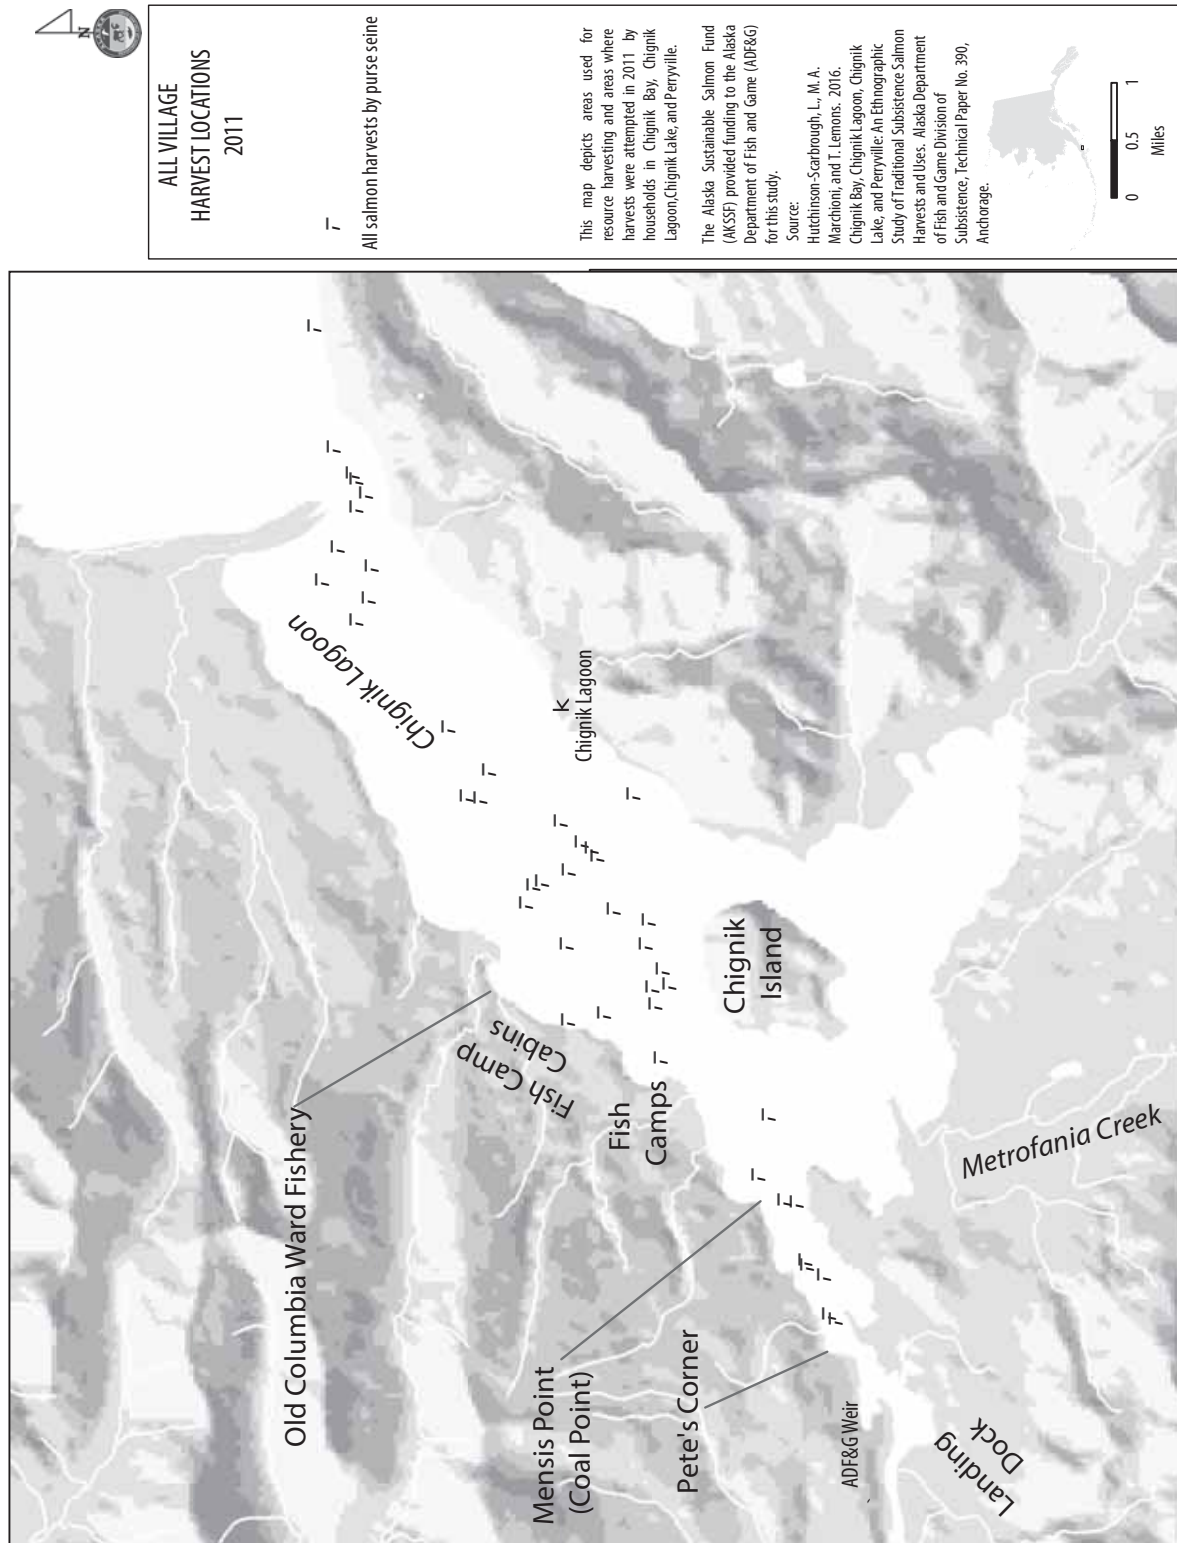 N
ALL VILLAGE
HARVEST LOCATIONS
2011
All salmon harvests by purse seine
This map depicts areas used for
resource harvesting and areas where
harvests were attempted in 2011 by
households in Chignik Bay, Chignik
Lagoon,Chignik Lake, and Perryville.
The Alaska Sustainable Salmon Fund
(AKSSF) provided funding to the Alaska
Department of Fish and Game (ADF&G)
for this study.
Source:
Hutchinson-Scarbrough, L., M. A.
Marchioni, and T. Lemons. 2016.
Chignik Bay, Chignik Lagoon, Chignik
Lake, and Perryville: An Ethnographic
Study of Traditional Subsistence Salmon
Harvests and Uses. Alaska Department
of Fish and Game Division of
Subsistence, Technical Paper No. 390,
Anchorage.
0 0.5 1
Miles
Old Columbia Ward Fishery
Chignik Lagoon
Fish Camp
Cabins
k
Chignik Lagoon
Fish
Camps
Mensis Point
(Coal Point)
Pete's Corner
Chignik
Island
ADF&G Weir
Metrofania Creek
Landing
Dock